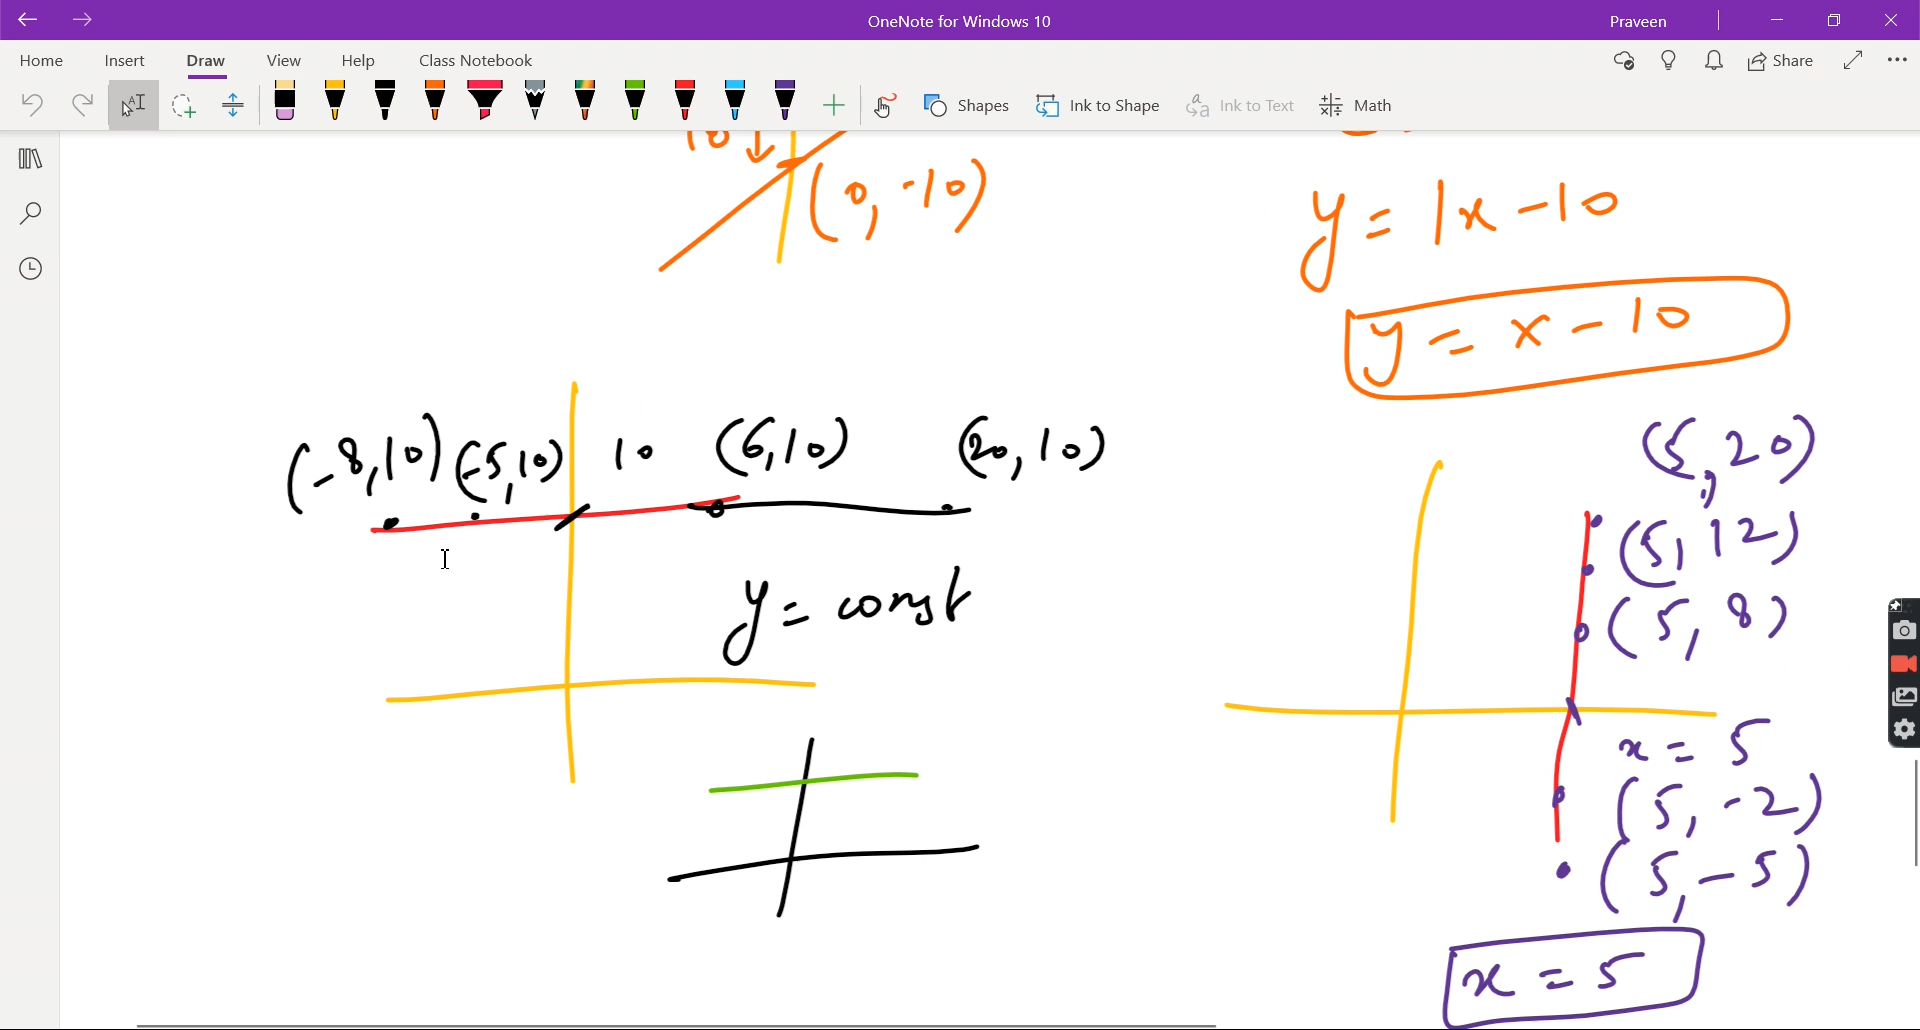 OneNote for Windows 10
Praveen
Home Insert Draw View Help Class Notebook
Share
Shapes Ink to Shape Ink to Text Math
10
(0, -10)
y = 1x - 10
y = x - 10
(-8,10) (-5,10) 10 (6,10) (20,10)
y = const
(5,20)
(5,12)
(5,8)
x = 5
(5,-2)
(5,-5)
x = 5